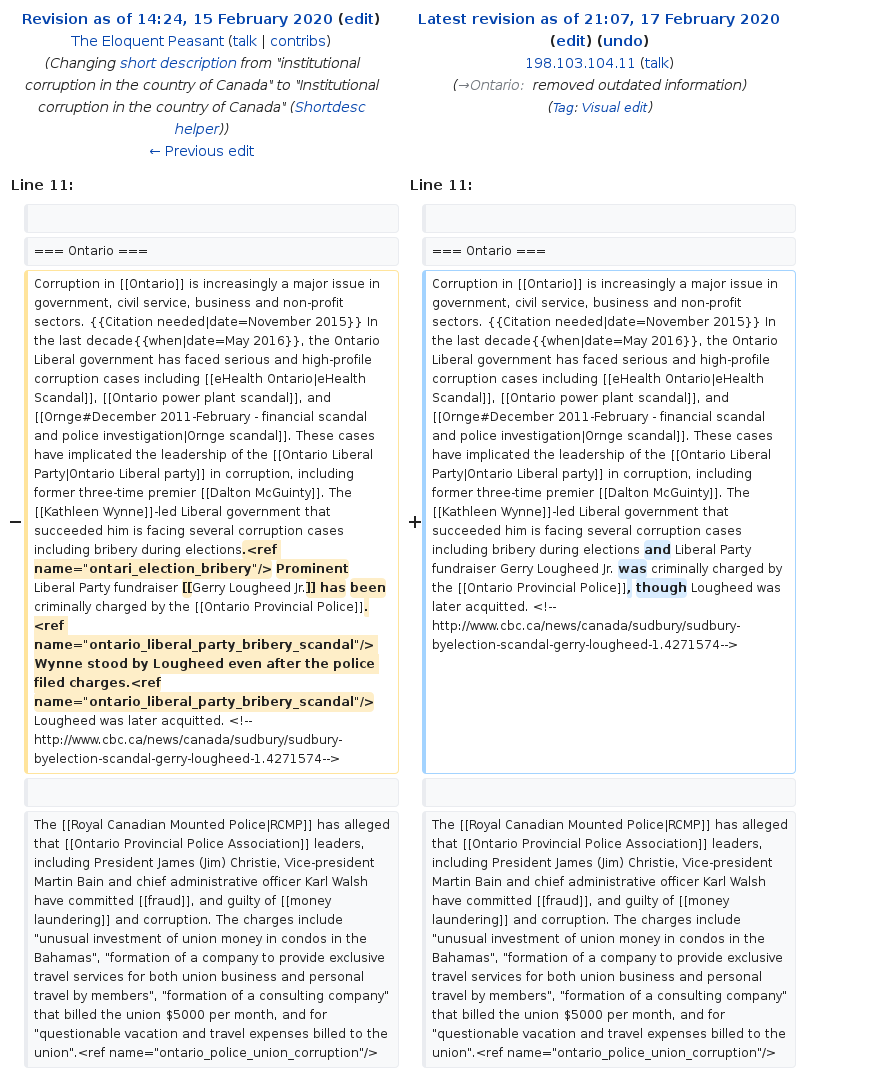 Revision as of 14:24, 15 February 2020 (edit)
The Eloquent Peasant (talk | contribs)
(Changing short description from "institutional
corruption in the country of Canada" to "Institutional
corruption in the country of Canada" (Shortdesc
helper))
← Previous edit
Latest revision as of 21:07, 17 February 2020
(edit) (undo)
198.103.104.11 (talk)
(→Ontario: removed outdated information)
(Tag: Visual edit)
Line 11:
Line 11:
=== Ontario ===
=== Ontario ===
−
Corruption in [[Ontario]] is increasingly a major issue in
government, civil service, business and non-profit
sectors. {{Citation needed|date=November 2015}} In
the last decade{{when|date=May 2016}}, the Ontario
Liberal government has faced serious and high-profile
corruption cases including [[eHealth Ontario|eHealth
Scandal]], [[Ontario power plant scandal]], and
[[Ornge#December 2011-February - financial scandal
and police investigation|Ornge scandal]]. These cases
have implicated the leadership of the [[Ontario Liberal
Party|Ontario Liberal party]] in corruption, including
former three-time premier [[Dalton McGuinty]]. The
[[Kathleen Wynne]]-led Liberal government that
succeeded him is facing several corruption cases
including bribery during elections.<ref
name="ontari_election_bribery"/> Prominent
Liberal Party fundraiser [[Gerry Lougheed Jr.]] has been
criminally charged by the [[Ontario Provincial Police]].
<ref
name="ontario_liberal_party_bribery_scandal"/>
Wynne stood by Lougheed even after the police
filed charges.<ref
name="ontario_liberal_party_bribery_scandal"/>
Lougheed was later acquitted. <!--
http://www.cbc.ca/news/canada/sudbury/sudbury-
byelection-scandal-gerry-lougheed-1.4271574-->
+
Corruption in [[Ontario]] is increasingly a major issue in
government, civil service, business and non-profit
sectors. {{Citation needed|date=November 2015}} In
the last decade{{when|date=May 2016}}, the Ontario
Liberal government has faced serious and high-profile
corruption cases including [[eHealth Ontario|eHealth
Scandal]], [[Ontario power plant scandal]], and
[[Ornge#December 2011-February - financial scandal
and police investigation|Ornge scandal]]. These cases
have implicated the leadership of the [[Ontario Liberal
Party|Ontario Liberal party]] in corruption, including
former three-time premier [[Dalton McGuinty]]. The
[[Kathleen Wynne]]-led Liberal government that
succeeded him is facing several corruption cases
including bribery during elections and Liberal Party
fundraiser Gerry Lougheed Jr. was criminally charged by
the [[Ontario Provincial Police]], though Lougheed was
later acquitted. <!--
http://www.cbc.ca/news/canada/sudbury/sudbury-
byelection-scandal-gerry-lougheed-1.4271574-->
The [[Royal Canadian Mounted Police|RCMP]] has alleged
that [[Ontario Provincial Police Association]] leaders,
including President James (Jim) Christie, Vice-president
Martin Bain and chief administrative officer Karl Walsh
have committed [[fraud]], and guilty of [[money
laundering]] and corruption. The charges include
"unusual investment of union money in condos in the
Bahamas", "formation of a company to provide exclusive
travel services for both union business and personal
travel by members", "formation of a consulting company"
that billed the union $5000 per month, and for
"questionable vacation and travel expenses billed to the
union".<ref name="ontario_police_union_corruption"/>
The [[Royal Canadian Mounted Police|RCMP]] has alleged
that [[Ontario Provincial Police Association]] leaders,
including President James (Jim) Christie, Vice-president
Martin Bain and chief administrative officer Karl Walsh
have committed [[fraud]], and guilty of [[money
laundering]] and corruption. The charges include
"unusual investment of union money in condos in the
Bahamas", "formation of a company to provide exclusive
travel services for both union business and personal
travel by members", "formation of a consulting company"
that billed the union $5000 per month, and for
"questionable vacation and travel expenses billed to the
union".<ref name="ontario_police_union_corruption"/>